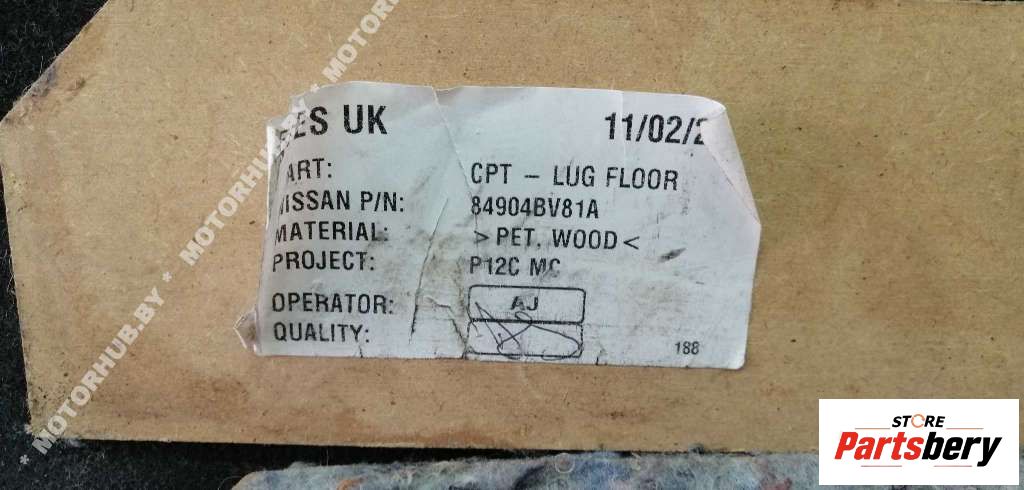 ES UK 11/02/2
ART: CPT - LUG FLOOR
NISSAN P/N: 84904BV81A
MATERIAL: >PET. WOOD<
PROJECT: P12C MC
OPERATOR: AJ
QUALITY:
188
* MOTORHUB.BY * MOTORHUB.BY * MOTORHUB.BY * MOTOR
STORE
Partsbery